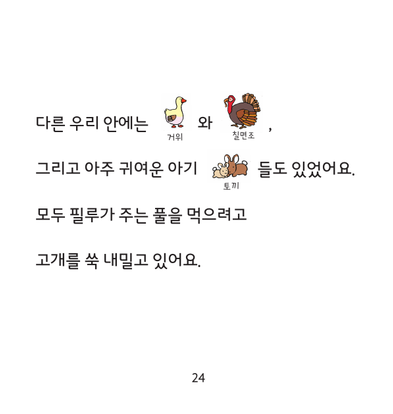 다른 우리 안에는 거위 와 칠면조 ,
그리고 아주 귀여운 아기 토끼 들도 있었어요.
모두 필루가 주는 풀을 먹으려고
고개를 쑥 내밀고 있어요.
24